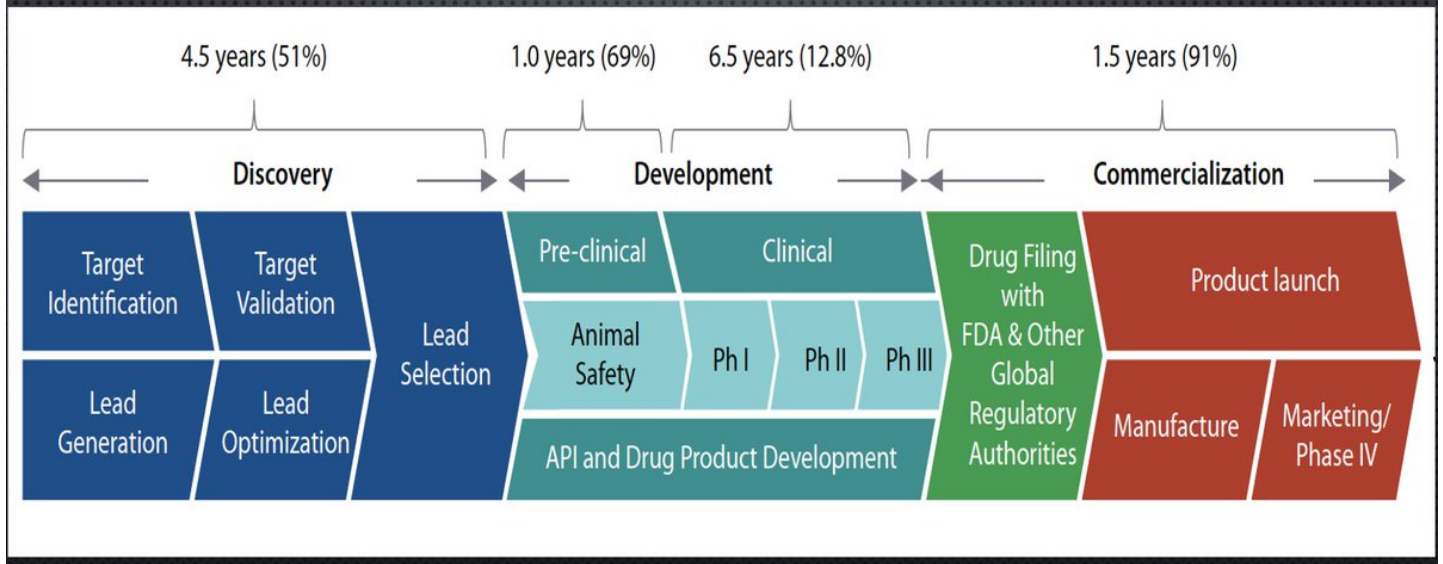 4.5 years (51%)
1.0 years (69%)
6.5 years (12.8%)
1.5 years (91%)
Discovery
Development
Commercialization
Target
Identification
Target
Validation
Lead
Generation
Lead
Optimization
Lead
Selection
Pre-clinical
Clinical
Animal
Safety
Ph I
Ph II
Ph III
API and Drug Product Development
Drug Filing
with
FDA & Other
Global
Regulatory
Authorities
Product launch
Manufacture
Marketing/
Phase IV